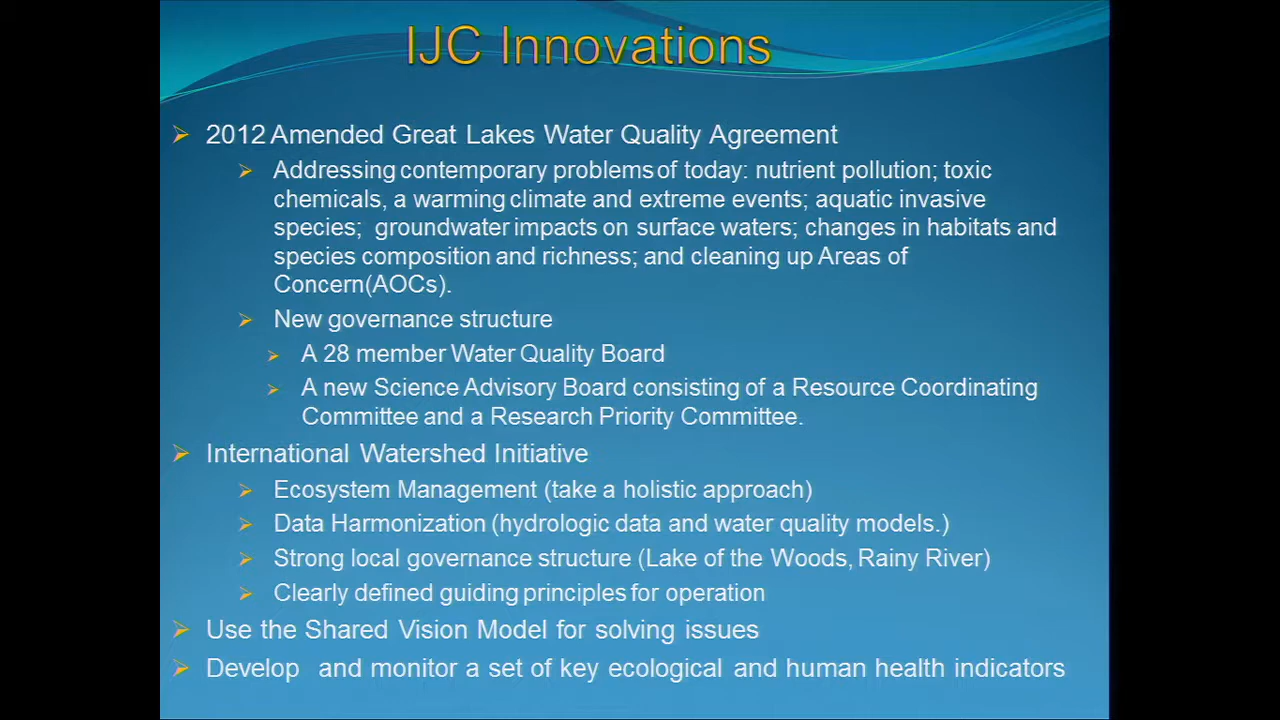 IJC Innovations
2012 Amended Great Lakes Water Quality Agreement
Addressing contemporary problems of today: nutrient pollution; toxic
chemicals, a warming climate and extreme events; aquatic invasive
species; groundwater impacts on surface waters; changes in habitats and
species composition and richness; and cleaning up Areas of
Concern(AOCs).
New governance structure
A 28 member Water Quality Board
A new Science Advisory Board consisting of a Resource Coordinating
Committee and a Research Priority Committee.
International Watershed Initiative
Ecosystem Management (take a holistic approach)
Data Harmonization (hydrologic data and water quality models.)
Strong local governance structure (Lake of the Woods, Rainy River)
Clearly defined guiding principles for operation
Use the Shared Vision Model for solving issues
Develop and monitor a set of key ecological and human health indicators